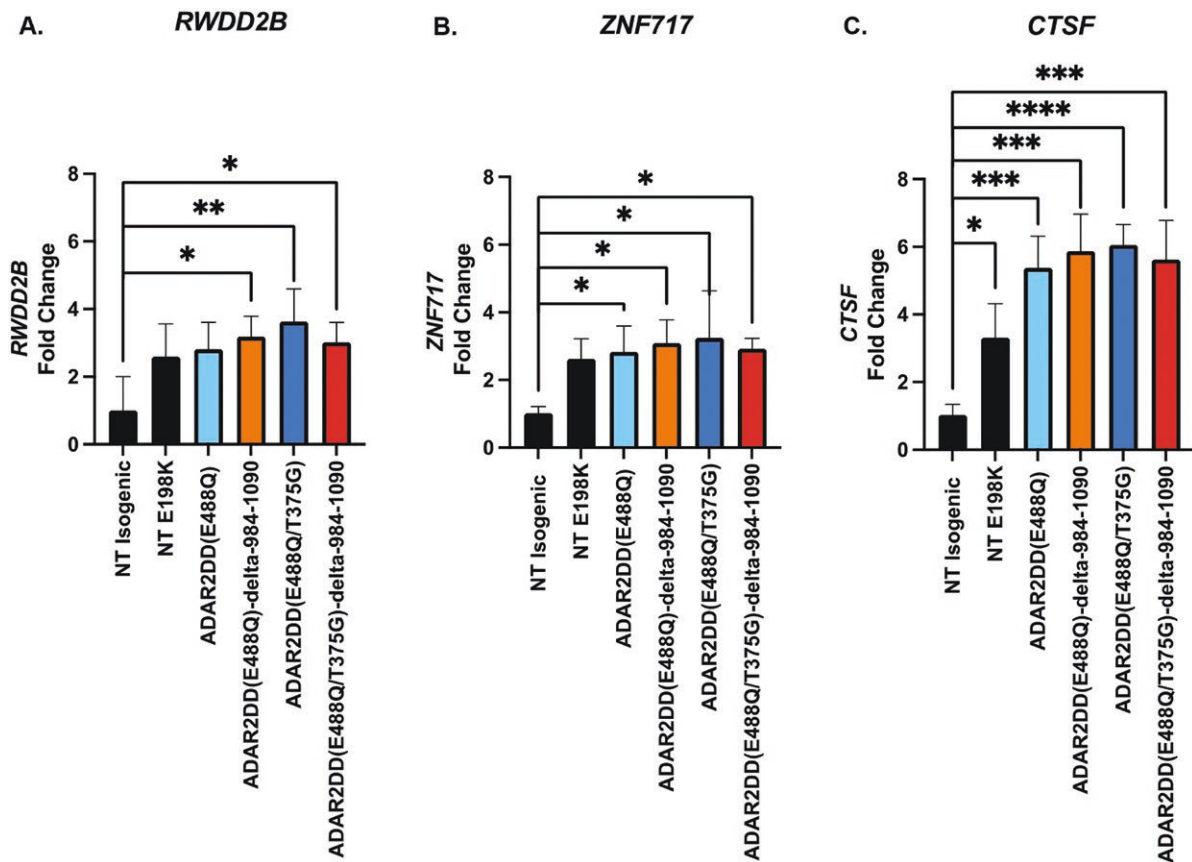 A.
RWDD2B
*
**
*
8
6
4
2
0
RWDD2B
Fold Change
NT Isogenic
NT E198K
ADAR2DD(E488Q)
ADAR2DD(E488Q)-delta-984-1090
ADAR2DD(E488Q/T375G)
ADAR2DD(E488Q/T375G)-delta-984-1090
B.
ZNF717
*
*
*
*
8
6
4
2
0
ZNF717
Fold Change
NT Isogenic
NT E198K
ADAR2DD(E488Q)
ADAR2DD(E488Q)-delta-984-1090
ADAR2DD(E488Q/T375G)
ADAR2DD(E488Q/T375G)-delta-984-1090
C.
CTSF
***
****
***
***
*
8
6
4
2
0
CTSF
Fold Change
NT Isogenic
NT E198K
ADAR2DD(E488Q)
ADAR2DD(E488Q)-delta-984-1090
ADAR2DD(E488Q/T375G)
ADAR2DD(E488Q/T375G)-delta-984-1090